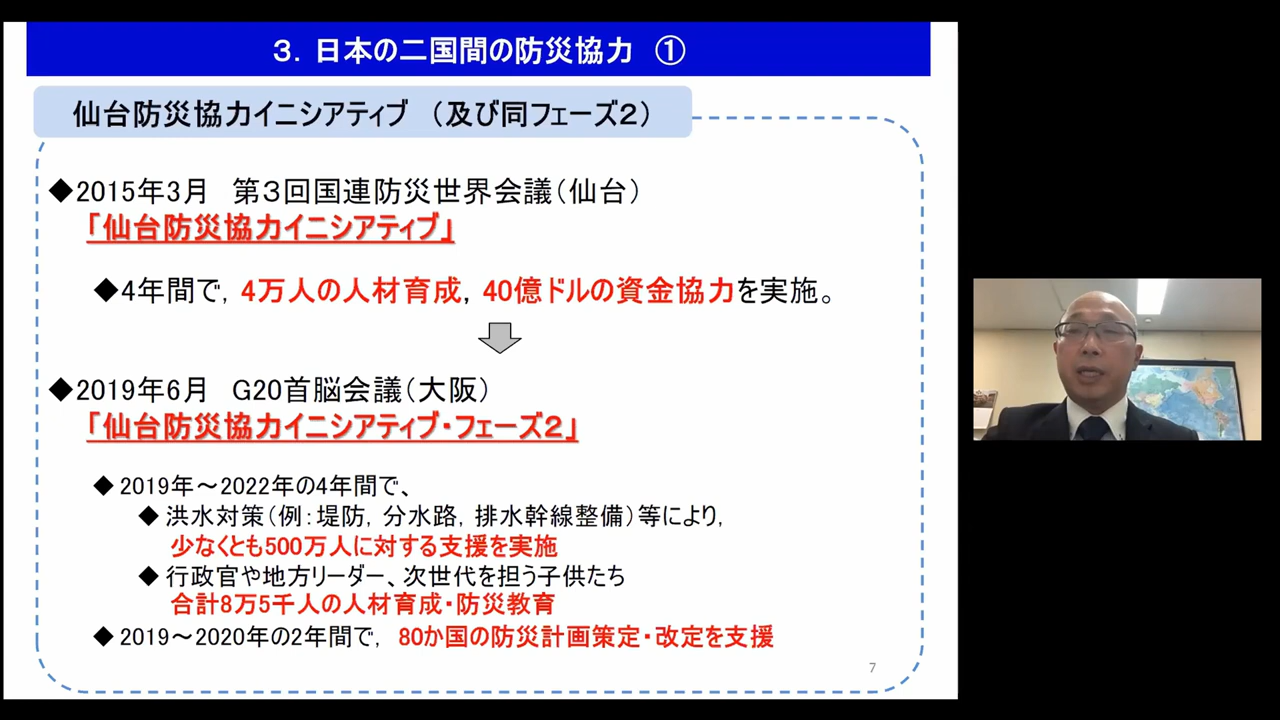 ３．日本の二国間の防災協力　①
仙台防災協力イニシアティブ　（及び同フェーズ２）
◆2015年3月　第３回国連防災世界会議（仙台）
「仙台防災協力イニシアティブ」
◆4年間で，4万人の人材育成，40億ドルの資金協力を実施。
◆2019年6月　G20首脳会議（大阪）
「仙台防災協力イニシアティブ・フェーズ２」
◆2019年～2022年の4年間で、
◆洪水対策（例：堤防，分水路，排水幹線整備）等により，
少なくとも500万人に対する支援を実施
◆行政官や地方リーダー、次世代を担う子供たち
合計8万5千人の人材育成・防災教育
◆2019～2020年の2年間で，80か国の防災計画策定・改定を支援
7